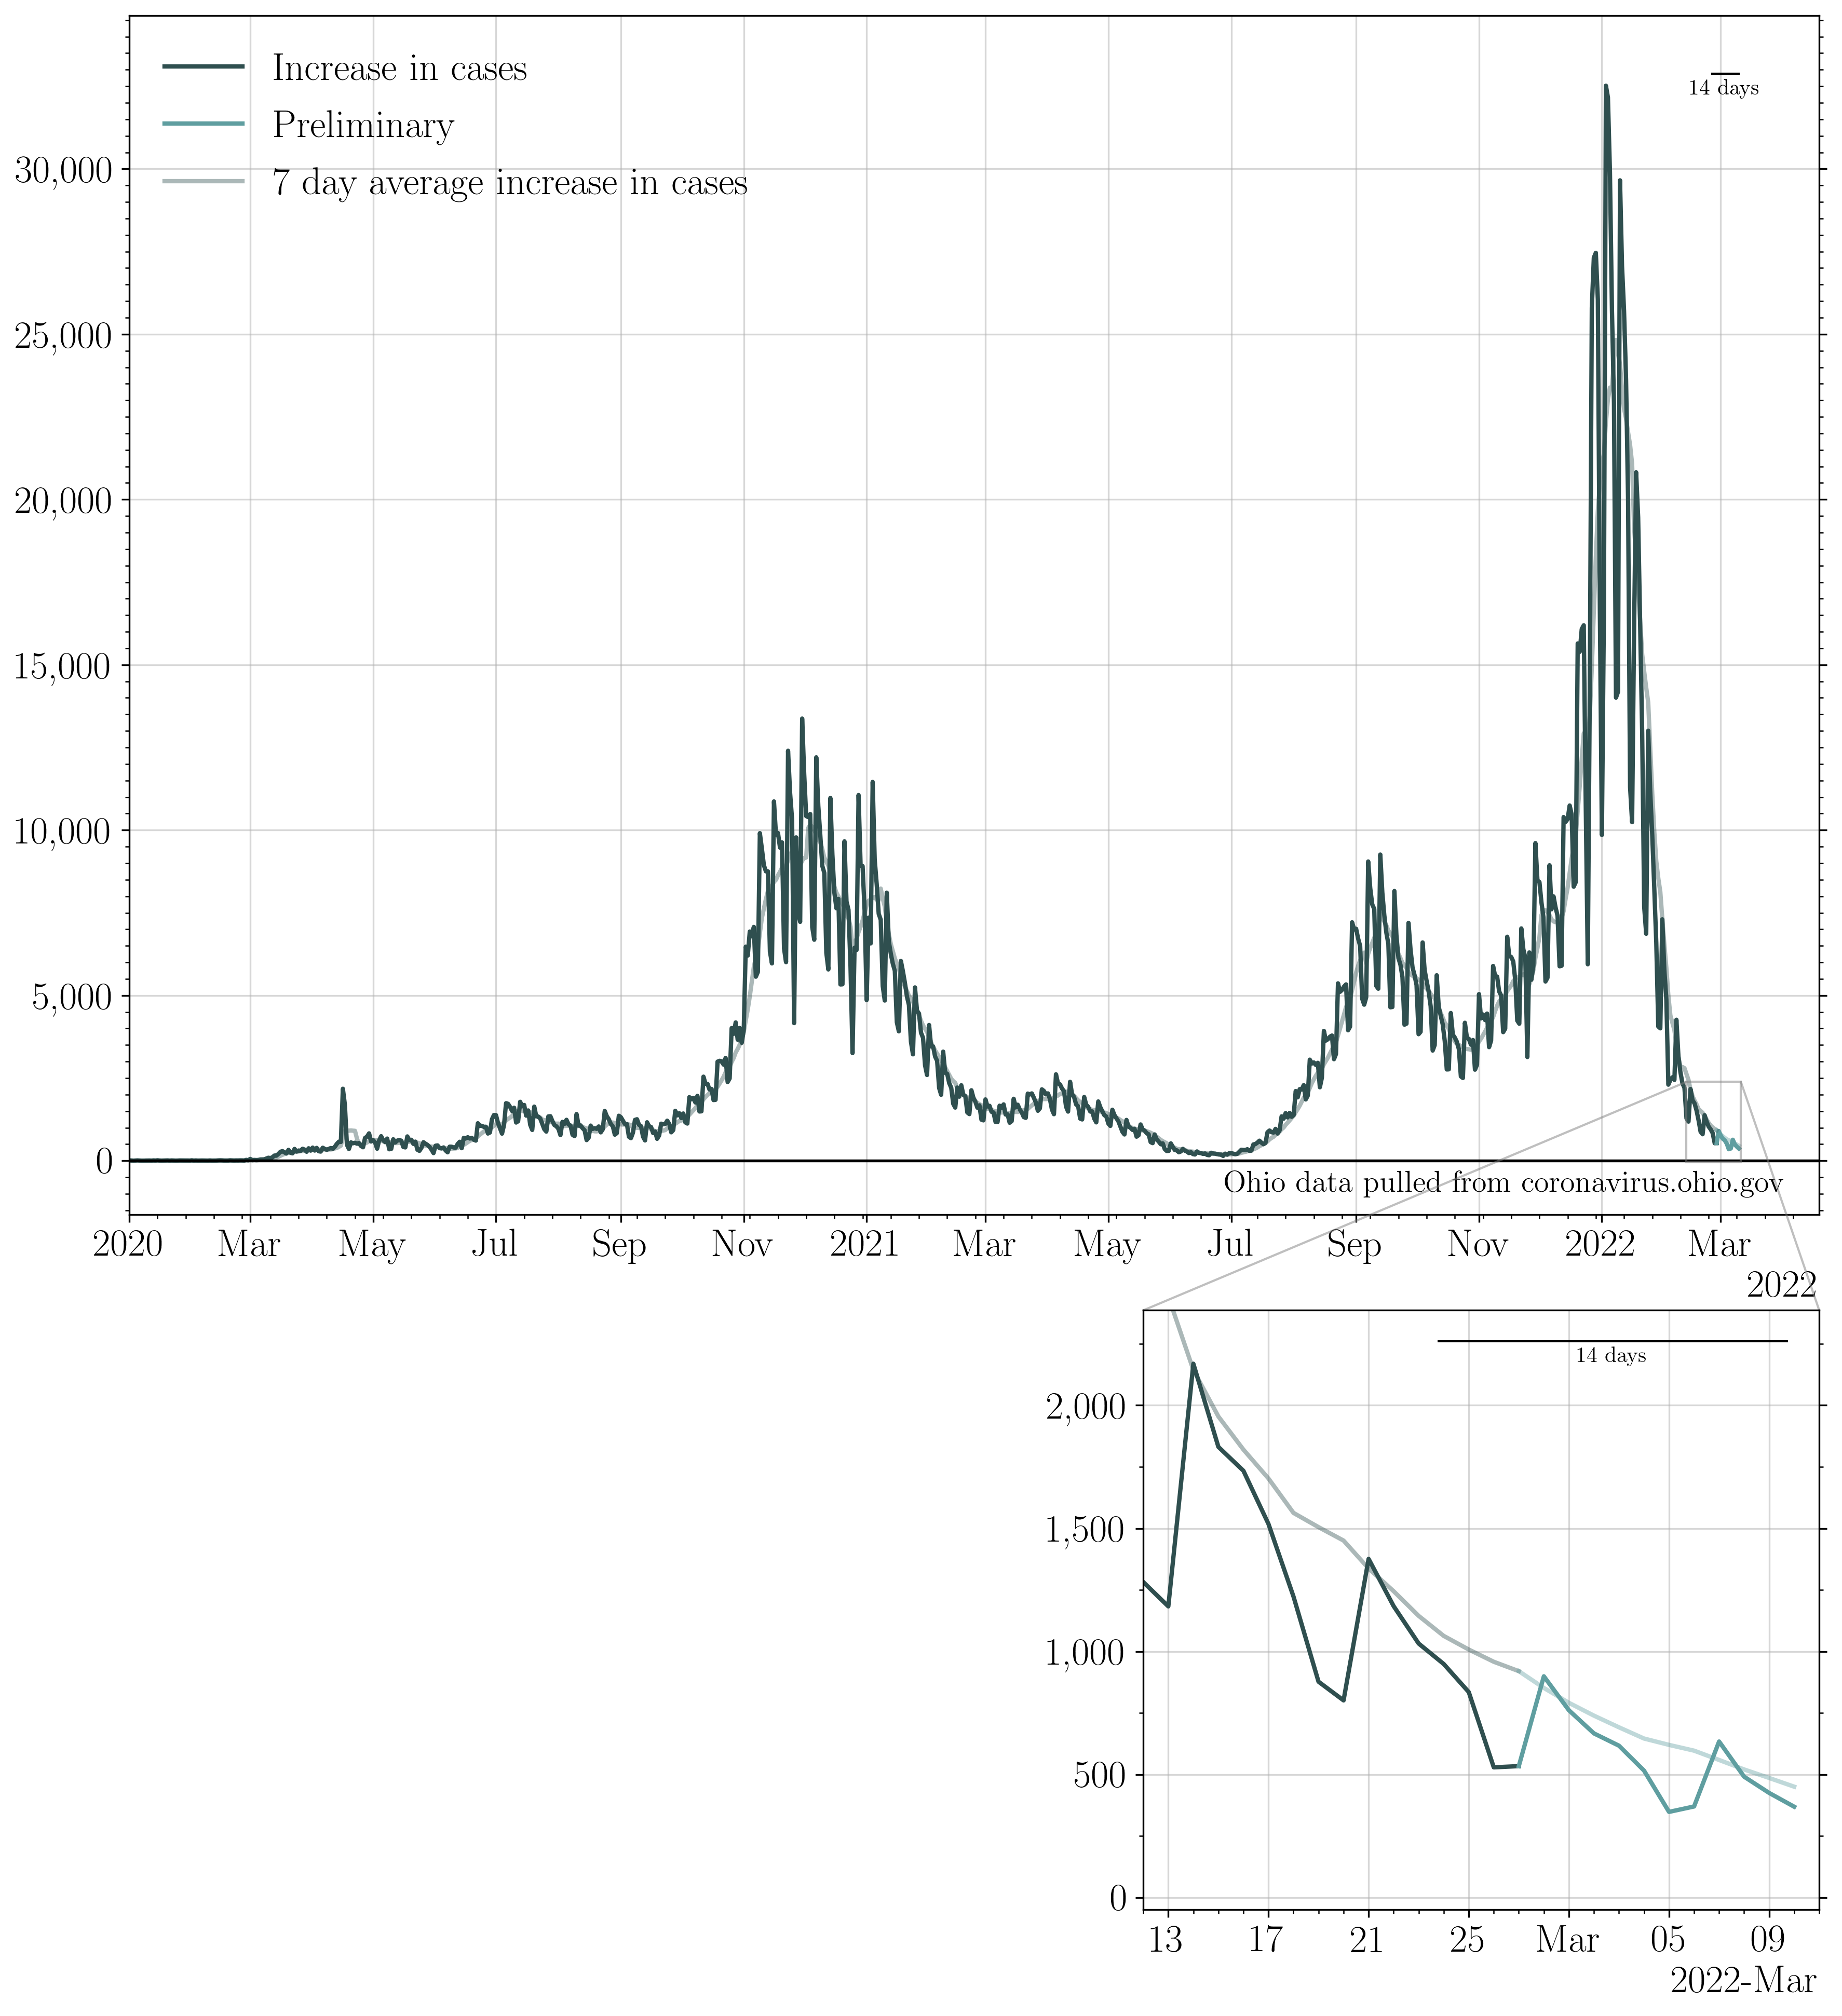 Increase in cases
Preliminary
7 day average increase in cases
14 days
30,000
25,000
20,000
15,000
10,000
5,000
0
Ohio data pulled from coronavirus.ohio.gov
2020 Mar May Jul Sep Nov 2021 Mar May Jul Sep Nov 2022 Mar
2022
14 days
2,000
1,500
1,000
500
0
13 17 21 25 Mar 05 09
2022-Mar